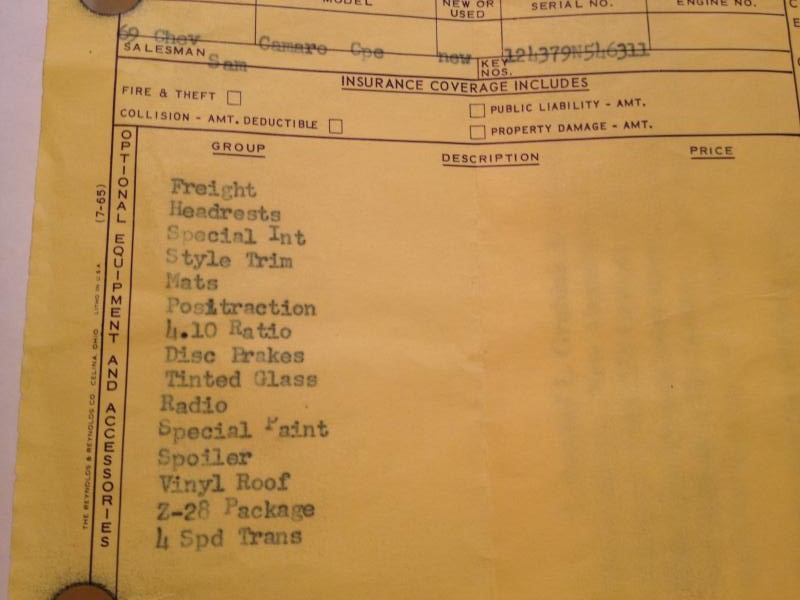 MODEL NEW OR USED SERIAL NO. ENGINE NO.
69 Chev Camaro Cpe new 124379N546311
SALESMAN Sam KEY NOS.
INSURANCE COVERAGE INCLUDES
FIRE & THEFT PUBLIC LIABILITY - AMT.
COLLISION - AMT. DEDUCTIBLE PROPERTY DAMAGE - AMT.
GROUP DESCRIPTION PRICE
OPTIONAL EQUIPMENT AND ACCESSORIES
(7-65)
THE REYNOLDS & REYNOLDS CO., CELINA, OHIO LITHO IN U.S.A.
Freight
Headrests
Special Int
Style Trim
Mats
Positraction
4.10 Ratio
Disc Brakes
Tinted Glass
Radio
Special Paint
Spoiler
Vinyl Roof
Z-28 Package
4 Spd Trans